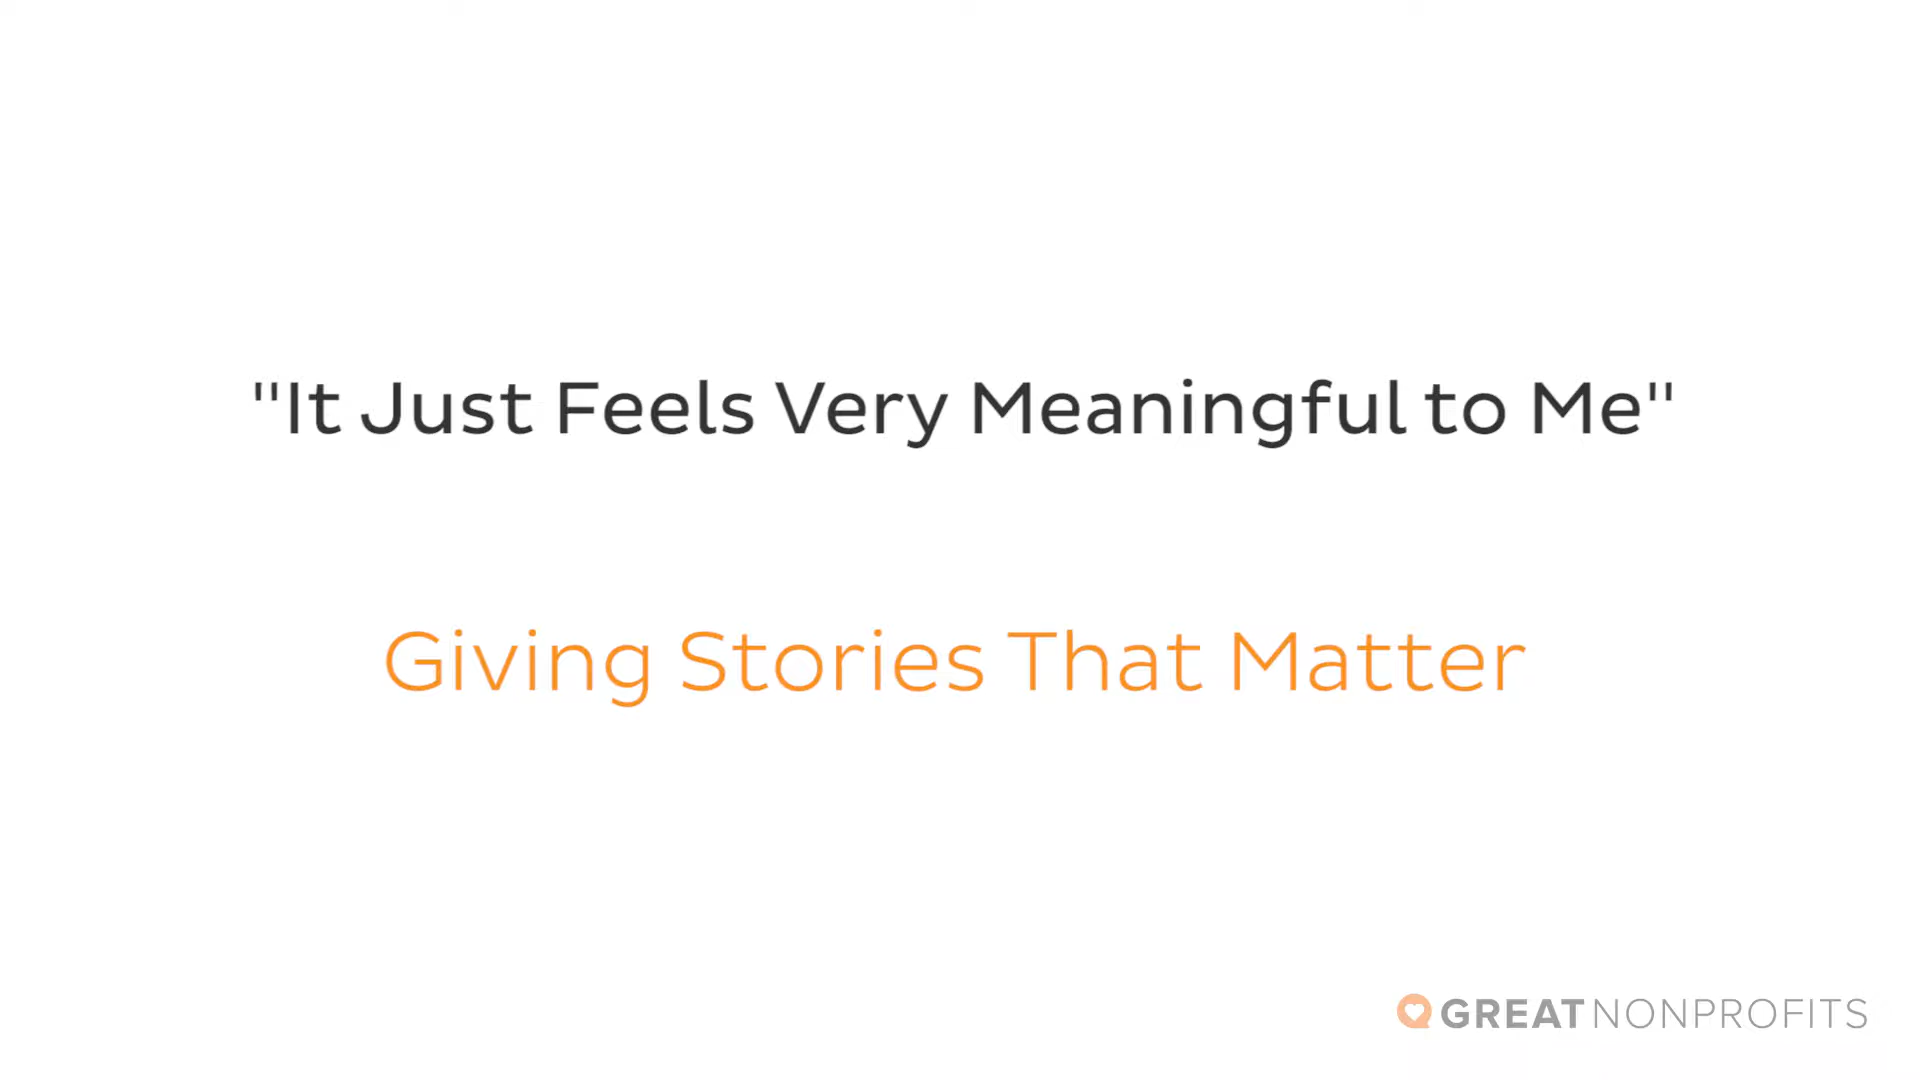 "It Just Feels Very Meaningful to Me"
Giving Stories That Matter
GREATNONPROFITS